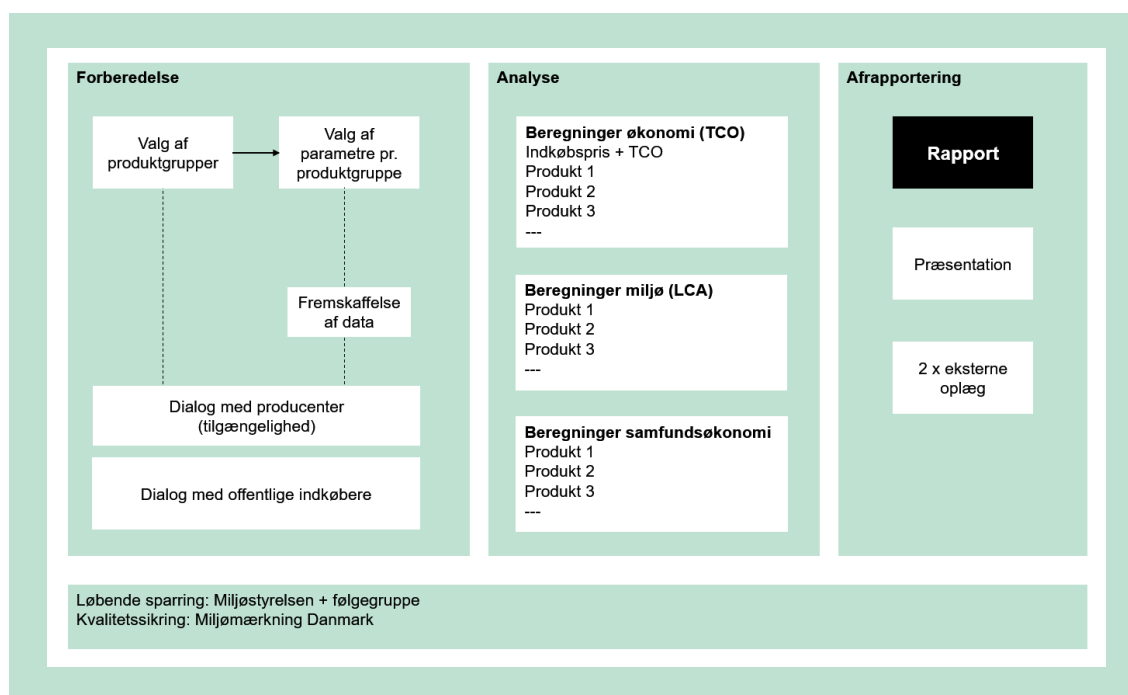 Forberedelse
Valg af
produktgrupper
Valg af
parametre pr.
produktgruppe
Fremskaffelse
af data
Dialog med producenter
(tilgængelighed)
Dialog med offentlige indkøbere
Analyse
Beregninger økonomi (TCO)
Indkøbspris + TCO
Produkt 1
Produkt 2
Produkt 3
---
Beregninger miljø (LCA)
Produkt 1
Produkt 2
Produkt 3
---
Beregninger samfundsøkonomi
Produkt 1
Produkt 2
Produkt 3
---
Afrapportering
Rapport
Præsentation
2 x eksterne
oplæg
Løbende sparring: Miljøstyrelsen + følgegruppe
Kvalitetssikring: Miljømærkning Danmark